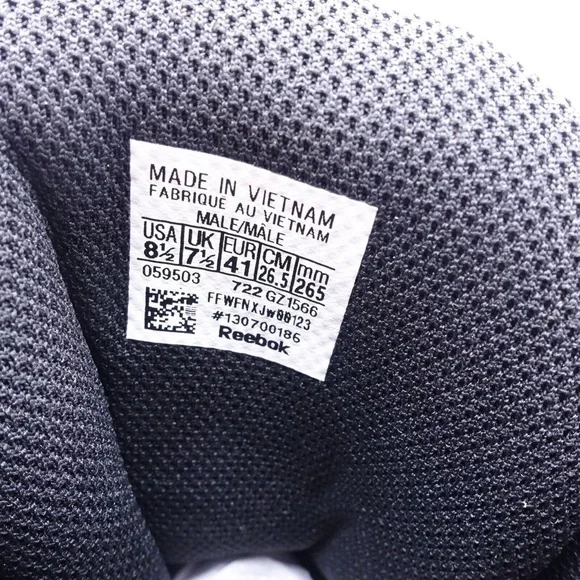 MADE IN VIETNAM
FABRIQUÉ AU VIETNAM
MALE/MÂLE
USA UK EUR CM mm
8½ 7½ 41 26.5 265
059503 722 GZ1566
FFWFNXJW00123
#130700186
Reebok